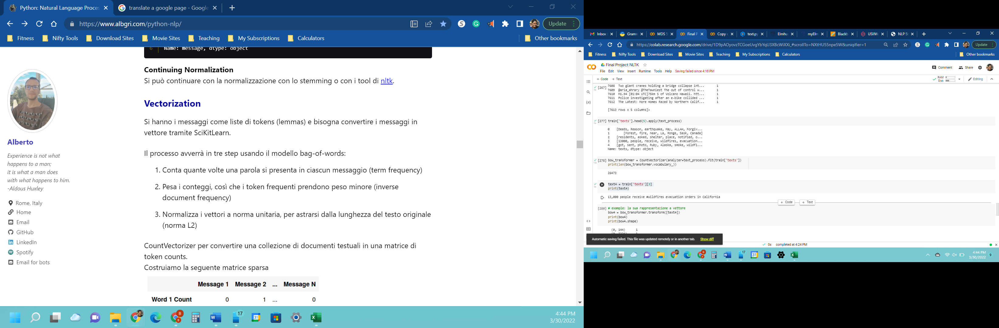 Python: Natural Language Proces
translate a google page - Google
https://www.albgri.com/python-nlp/
Update
Fitness
Nifty Tools
Download Sites
Movie Sites
Teaching
My Subscriptions
Calculators
Other bookmarks
6 Name: message, dtype: object
Continuing Normalization
Si può continuare con la normalizzazione con lo stemming o con i tool di nltk.
Vectorization
Si hanno i messaggi come liste di tokens (lemmas) e bisogna convertire i messaggi in
vettore tramite SciKitLearn.
Il processo avverrà in tre step usando il modello bag-of-words:
1. Conta quante volte una parola si presenta in ciascun messaggio (term frequency)
2. Pesa i conteggi, così che i token frequenti prendono peso minore (inverse
document frequency)
3. Normalizza i vettori a norma unitaria, per astrarsi dalla lunghezza del testo originale
(norma L2)
CountVectorizer per convertire una collezione di documenti testuali in una matrice di
token counts.
Costruiamo la seguente matrice sparsa
Message 1 Message 2 ... Message N
Word 1 Count 0 1 ... 0
Alberto
Experience is not what
happens to a man;
it is what a man does
with what happens to him.
-Aldous Huxley
Rome, Italy
Home
Email
GitHub
LinkedIn
Spotify
Email for bots
17
31
4:44 PM
3/30/2022
Inbox
Gramm
MDS 5
Final P
Copy
text.py
Elmhu
myElm
Blackb
USIIW
NLP S
https://colab.research.google.com/drive/1D9pAOyovzTCGoeUvgYbYqU3XBcWiXXi_#scrollTo=NXtHU55npe5W&uniqifier=1
Update
Fitness
Nifty Tools
Download Sites
Movie Sites
Teaching
My Subscriptions
Calculators
Other bookmarks
Final Project NLTK
File Edit View Insert Runtime Tools Help Saving failed since 4:18 PM
Comment
Share
+ Code + Text
RAM
Disk
Editing
[267] 7608 Two giant cranes holding a bridge collapse int... 1
7609 @aria_ahrary @TheTawniest The out of control w... 1
7610 M1.94 [01:04 UTC]?5km S of Volcano Hawaii. htt... 1
7611 Police investigating after an e-bike collided ... 1
7612 The Latest: More Homes Razed by Northern Calif... 1
[7613 rows x 5 columns]>
[277] train['texts'].head(5).apply(text_process)
0 [Deeds, Reason, earthquake, May, ALLAH, Forgiv...
1 [Forest, fire, near, La, Ronge, Sask, Canada]
2 [residents, asked, shelter, place, notified, o...
3 [13000, people, receive, wildfires, evacuation...
4 [got, sent, photo, Ruby, Alaska, smoke, wildfi...
Name: texts, dtype: object
[278] bow_transformer = CountVectorizer(analyzer=text_process).fit(train['texts'])
print(len(bow_transformer.vocabulary_))
26473
text4 = train['texts'][3]
print(text4)
13,000 people receive #wildfires evacuation orders in California
+ Code + Text
[280] # example: la sua rappresentazione a vettore
bow4 = bow_transformer.transform([text4])
print(bow4)
print(bow4.shape)
(0, 144) 1
Automatic saving failed. This file was updated remotely or in another tab. Show diff
0s completed at 4:24 PM
17
31
4:44 PM
3/30/2022
9